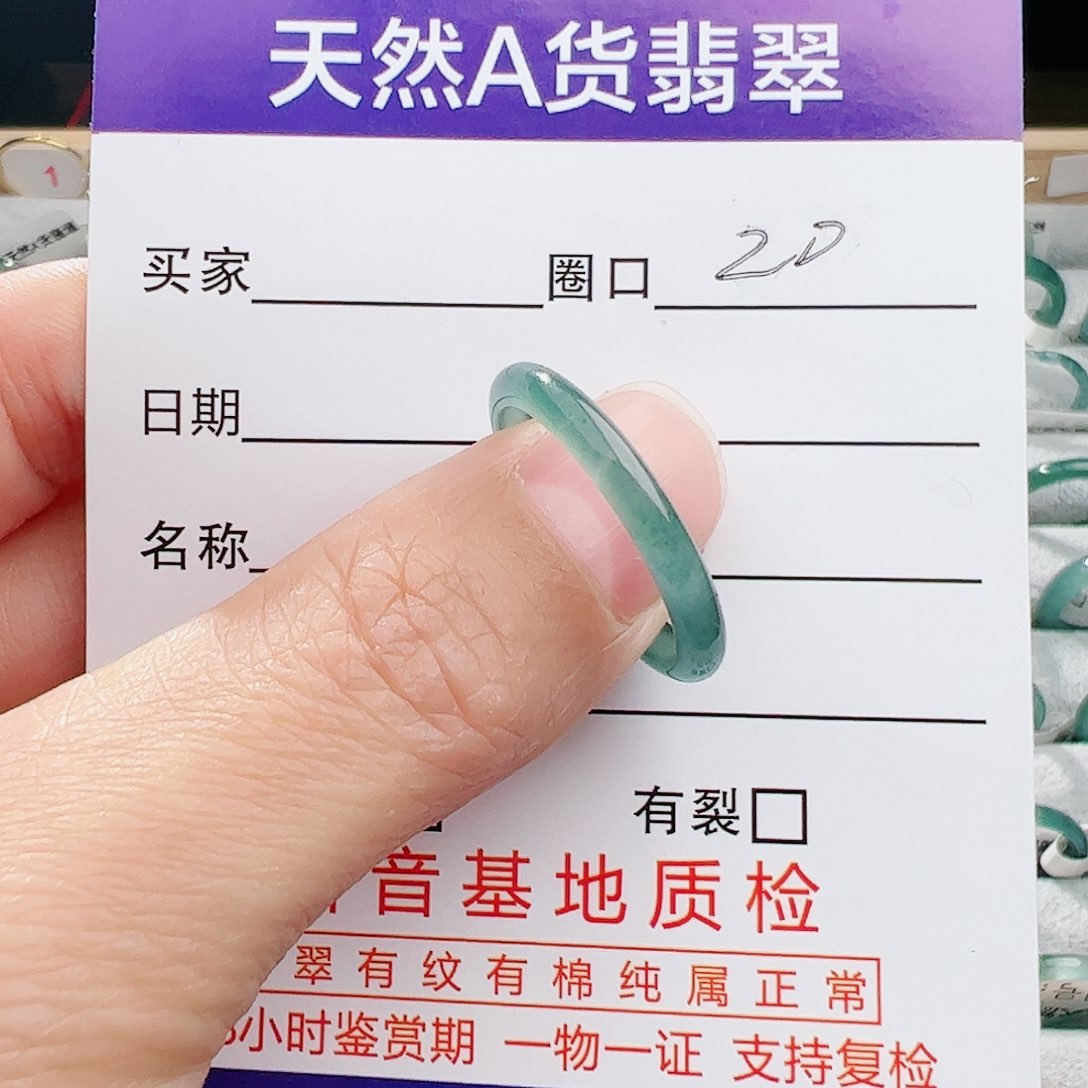 天然A货翡翠
买家 圈口 20
日期
名称
有裂
音基地质检
翠有纹有棉纯属正常
小时鉴赏期 一物一证 支持复检
1